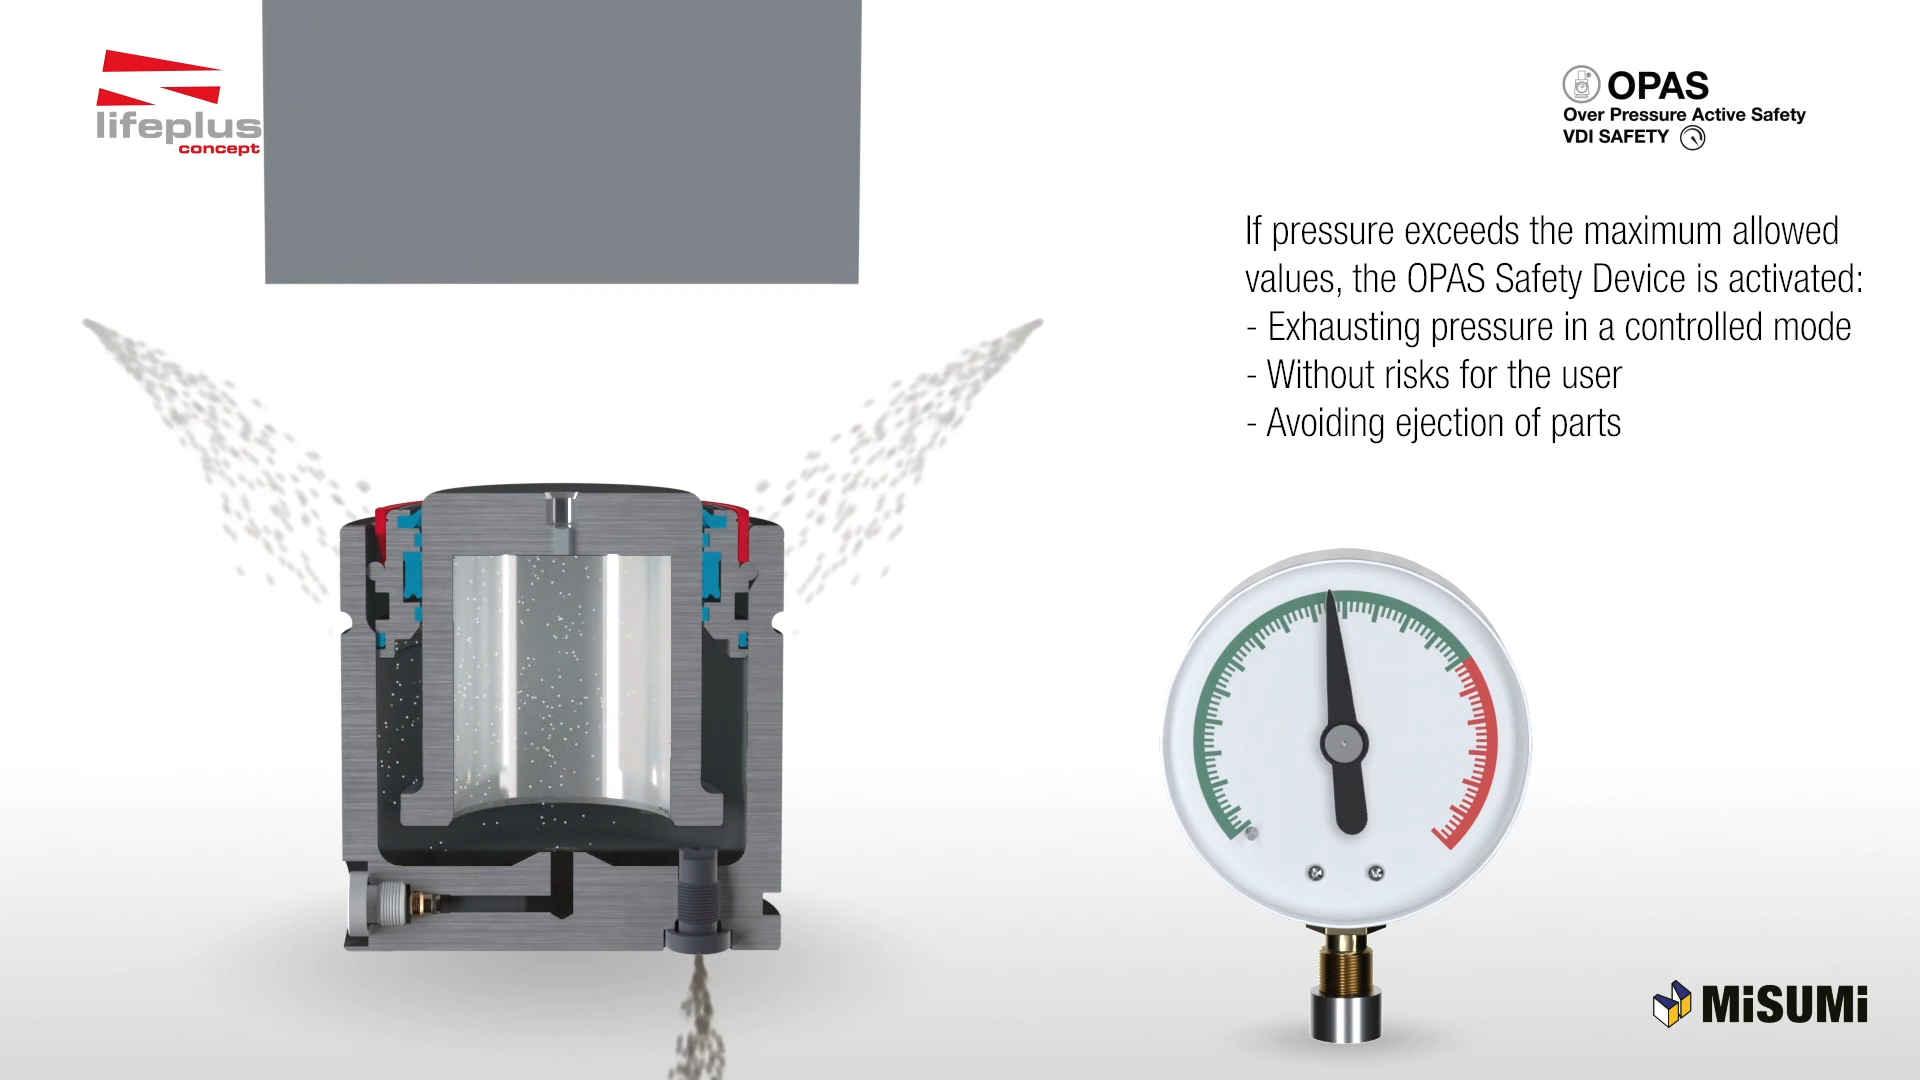 lifeplus
concept
OPAS
Over Pressure Active Safety
VDI SAFETY
If pressure exceeds the maximum allowed
values, the OPAS Safety Device is activated:
- Exhausting pressure in a controlled mode
- Without risks for the user
- Avoiding ejection of parts
MiSUMi